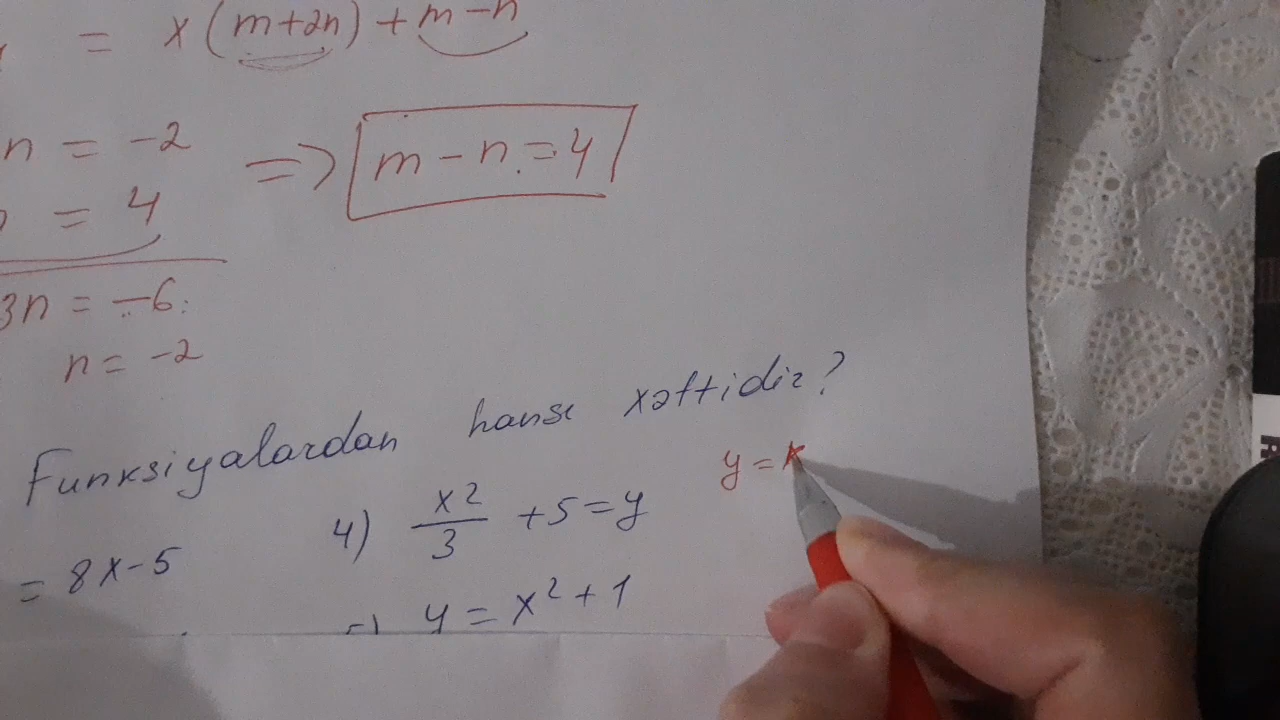 = x (m+2n) + m - n
n = -2
= 4
=> m - n = 4
3n = -6
n = -2
Funksiyalardan hansı xəttidir?
4) x2/3 + 5 = y
y = k
= 8x - 5
y = x² + 1